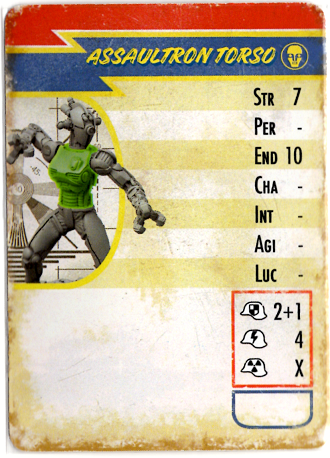 ASSAULTRON TORSO
STR 7
PER -
END 10
CHA -
INT -
AGI -
LUC -
2+1
4
X